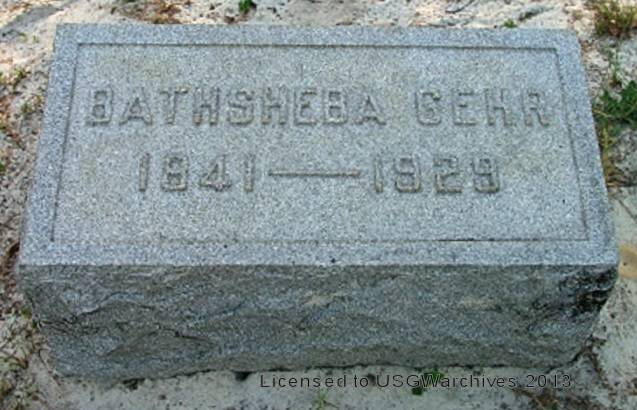 BATHSHEBA GEHR
1841—1929
Licensed to USGWarchives 2013